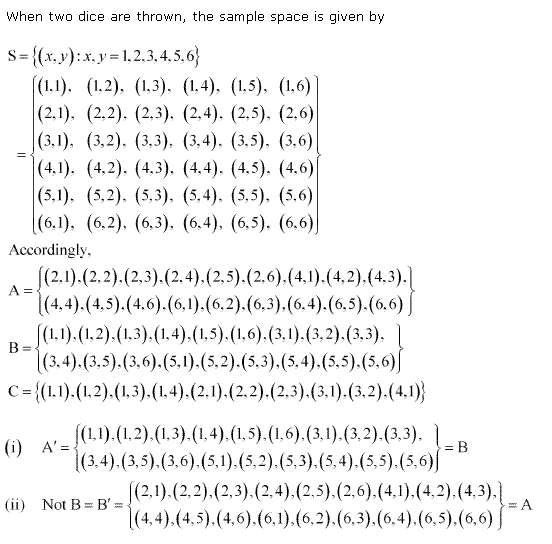 When two dice are thrown, the sample space is given by
S = {(x, y) : x, y = 1, 2, 3, 4, 5, 6}
= {(1,1), (1,2), (1,3), (1,4), (1,5), (1,6)
(2,1), (2,2), (2,3), (2,4), (2,5), (2,6)
(3,1), (3,2), (3,3), (3,4), (3,5), (3,6)
(4,1), (4,2), (4,3), (4,4), (4,5), (4,6)
(5,1), (5,2), (5,3), (5,4), (5,5), (5,6)
(6,1), (6,2), (6,3), (6,4), (6,5), (6,6)}
Accordingly,
A = {(2,1),(2,2),(2,3),(2,4),(2,5),(2,6),(4,1),(4,2),(4,3),
(4,4),(4,5),(4,6),(6,1),(6,2),(6,3),(6,4),(6,5),(6,6)}
B = {(1,1),(1,2),(1,3),(1,4),(1,5),(1,6),(3,1),(3,2),(3,3),
(3,4),(3,5),(3,6),(5,1),(5,2),(5,3),(5,4),(5,5),(5,6)}
C = {(1,1),(1,2),(1,3),(1,4),(2,1),(2,2),(2,3),(3,1),(3,2),(4,1)}
(i) A′ = {(1,1),(1,2),(1,3),(1,4),(1,5),(1,6),(3,1),(3,2),(3,3),
(3,4),(3,5),(3,6),(5,1),(5,2),(5,3),(5,4),(5,5),(5,6)} = B
(ii) Not B = B′ = {(2,1),(2,2),(2,3),(2,4),(2,5),(2,6),(4,1),(4,2),(4,3),
(4,4),(4,5),(4,6),(6,1),(6,2),(6,3),(6,4),(6,5),(6,6)} = A